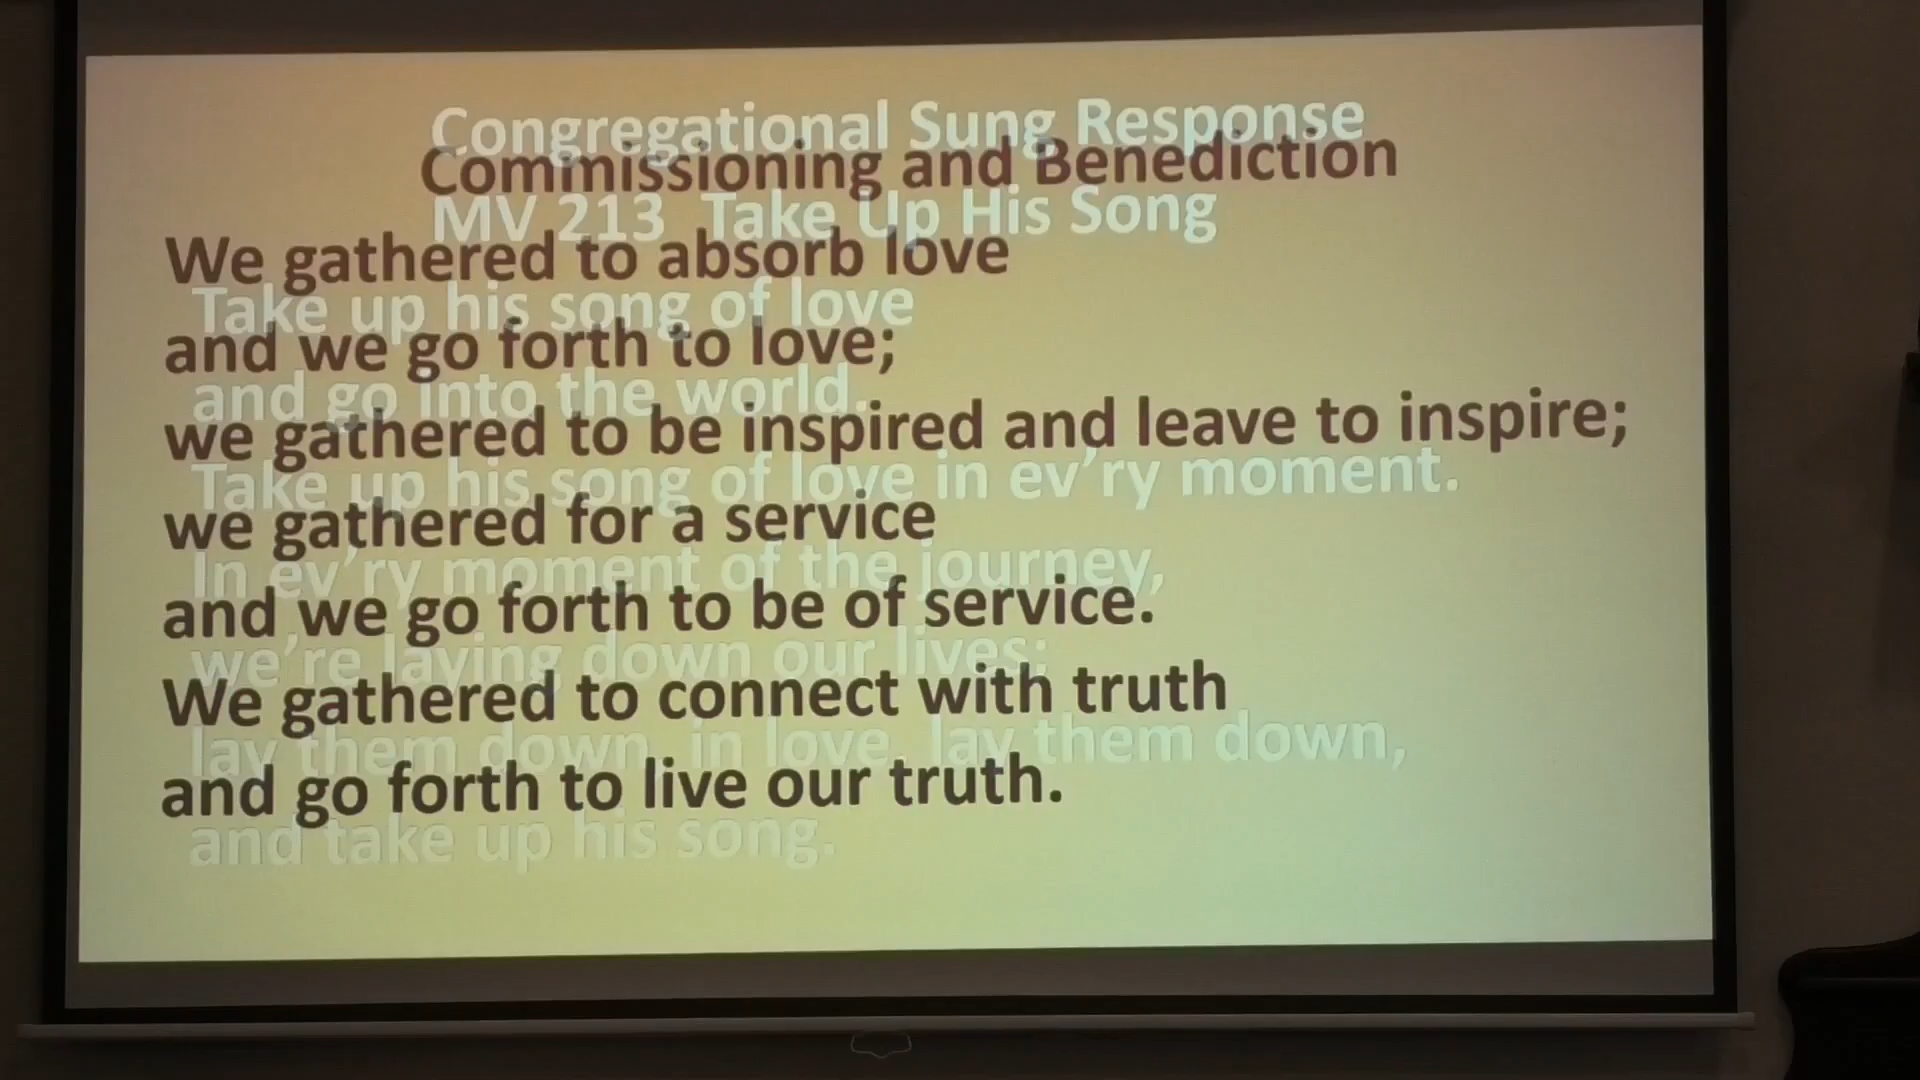 Congregational Sung Response
Commissioning and Benediction
MV 213 Take Up His Song
We gathered to absorb love
Take up his song of love
and we go forth to love;
and go into the world.
we gathered to be inspired and leave to inspire;
Take up his song of love in ev'ry moment.
we gathered for a service
In ev'ry moment of the journey,
and we go forth to be of service.
we're laying down our lives;
We gathered to connect with truth
lay them down, in love, lay them down,
and go forth to live our truth.
and take up his song.